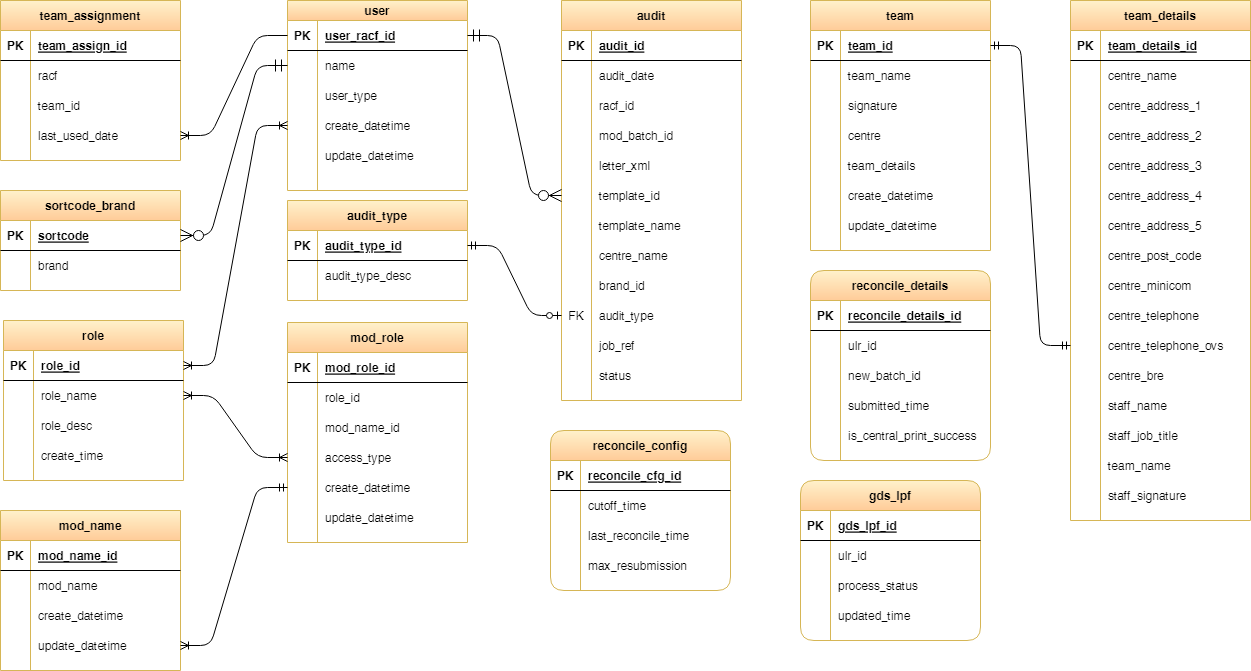 team_assignment
PK team_assign_id
racf
team_id
last_used_date
sortcode_brand
PK sortcode
brand
role
PK role_id
role_name
role_desc
create_time
mod_name
PK mod_name_id
mod_name
create_datetime
update_datetime
user
PK user_racf_id
name
user_type
create_datetime
update_datetime
audit_type
PK audit_type_id
audit_type_desc
mod_role
PK mod_role_id
role_id
mod_name_id
access_type
create_datetime
update_datetime
audit
PK audit_id
audit_date
racf_id
mod_batch_id
letter_xml
template_id
template_name
centre_name
brand_id
FK audit_type
job_ref
status
reconcile_config
PK reconcile_cfg_id
cutoff_time
last_reconcile_time
max_resubmission
team
PK team_id
team_name
signature
centre
team_details
create_datetime
update_datetime
reconcile_details
PK reconcile_details_id
ulr_id
new_batch_id
submitted_time
is_central_print_success
gds_lpf
PK gds_lpf_id
ulr_id
process_status
updated_time
team_details
PK team_details_id
centre_name
centre_address_1
centre_address_2
centre_address_3
centre_address_4
centre_address_5
centre_post_code
centre_minicom
centre_telephone
centre_telephone_ovs
centre_bre
staff_name
staff_job_title
team_name
staff_signature